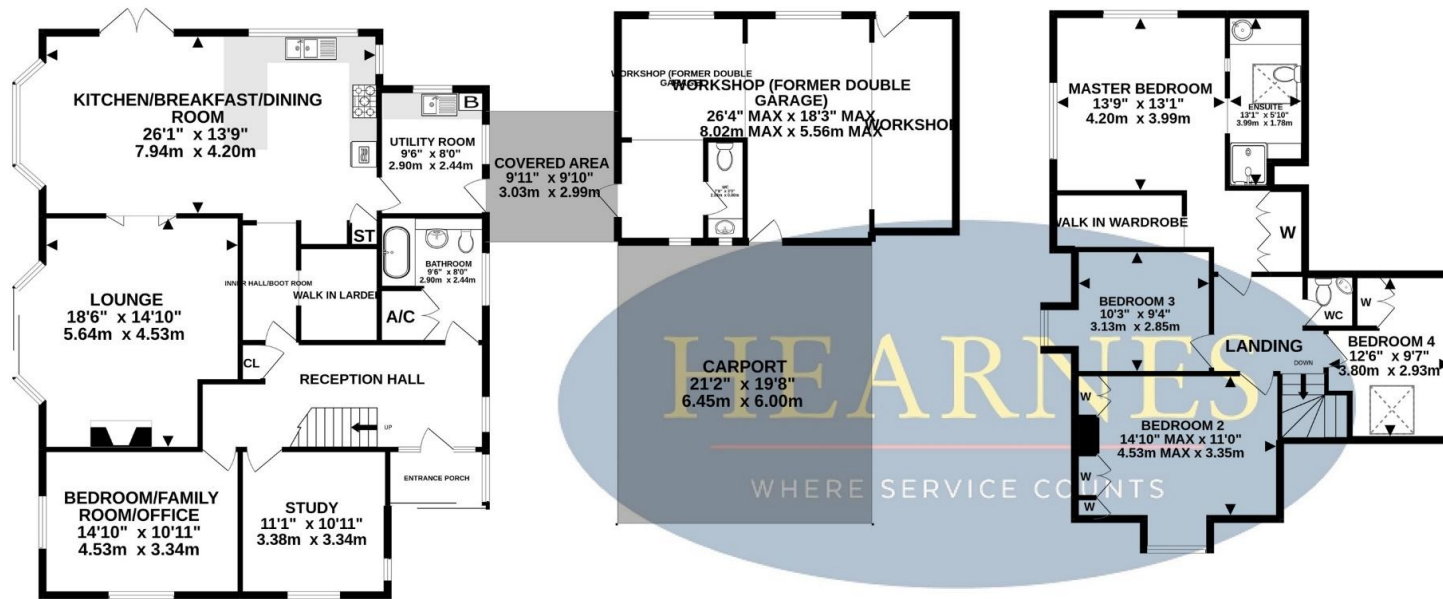 KITCHEN/BREAKFAST/DINING
ROOM
26'1" x 13'9"
7.94m x 4.20m
B
UTILITY ROOM
9'6" x 8'0"
2.90m x 2.44m
COVERED AREA
9'11" x 9'10"
3.03m x 2.99m
ST
BATHROOM
9'6" x 8'0"
2.90m x 2.44m
A/C
INNER HALL/BOOT ROOM
WALK IN LARDER
LOUNGE
18'6" x 14'10"
5.64m x 4.53m
CL
RECEPTION HALL
UP
ENTRANCE PORCH
BEDROOM/FAMILY
ROOM/OFFICE
14'10" x 10'11"
4.53m x 3.34m
STUDY
11'1" x 10'11"
3.38m x 3.34m
WORKSHOP (FORMER DOUBLE
GARAGE)
WORKSHOP (FORMER DOUBLE
GARAGE)
26'4" MAX x 18'3" MAX
8.02m MAX x 5.56m MAX
WORKSHOP
WC
CARPORT
21'2" x 19'8"
6.45m x 6.00m
MASTER BEDROOM
13'9" x 13'1"
4.20m x 3.99m
ENSUITE
13'1" x 5'10"
3.99m x 1.78m
WALK IN WARDROBE
W
BEDROOM 3
10'3" x 9'4"
3.13m x 2.85m
WC
W
LANDING
DOWN
BEDROOM 4
12'6" x 9'7"
3.80m x 2.93m
W
BEDROOM 2
14'10" MAX x 11'0"
4.53m MAX x 3.35m
W
W
HEARNES
WHERE SERVICE COUNTS